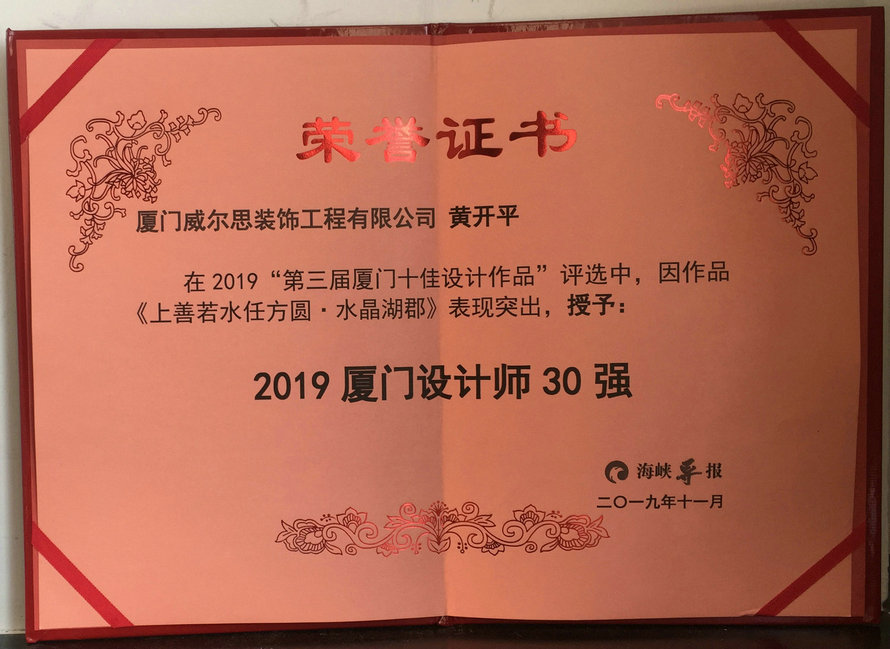 荣誉证书
厦门威尔思装饰工程有限公司 黄开平
在2019“第三届厦门十佳设计作品”评选中，因作品
《上善若水任方圆·水晶湖郡》表现突出，授予：
2019厦门设计师30强
海峡导报
二〇一九年十一月